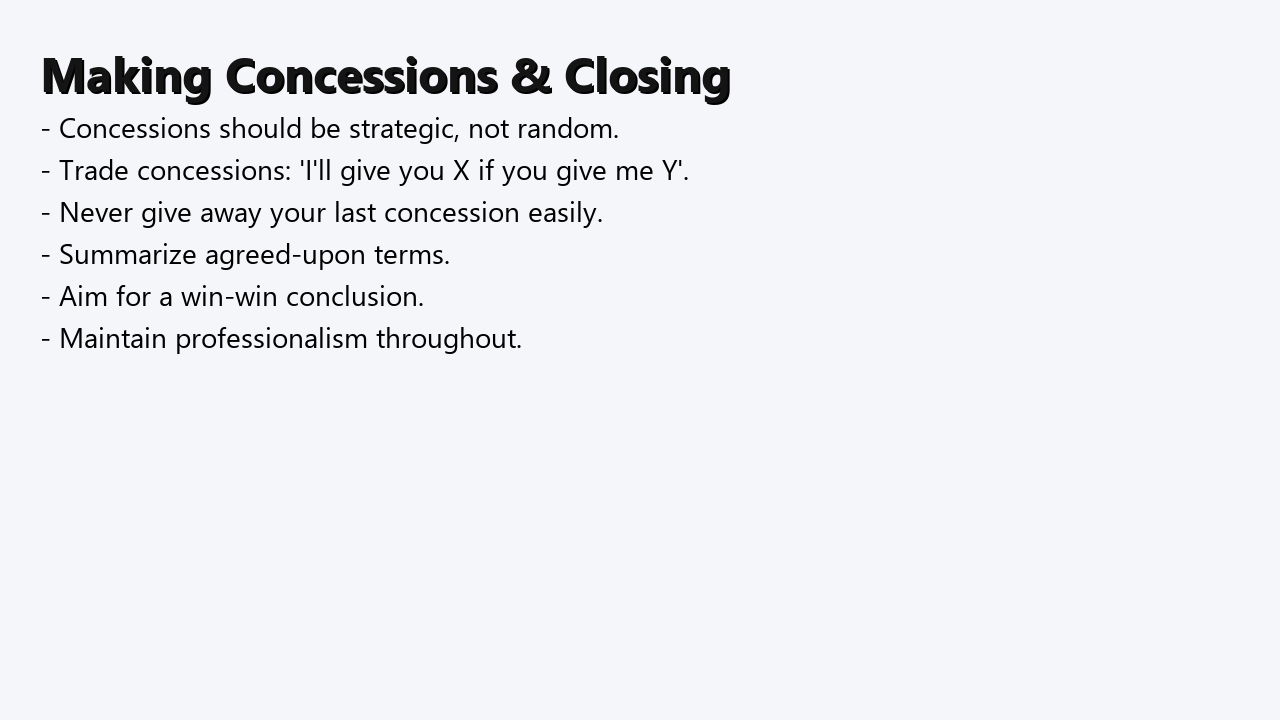 Making Concessions & Closing
- Concessions should be strategic, not random.
- Trade concessions: 'I'll give you X if you give me Y'.
- Never give away your last concession easily.
- Summarize agreed-upon terms.
- Aim for a win-win conclusion.
- Maintain professionalism throughout.